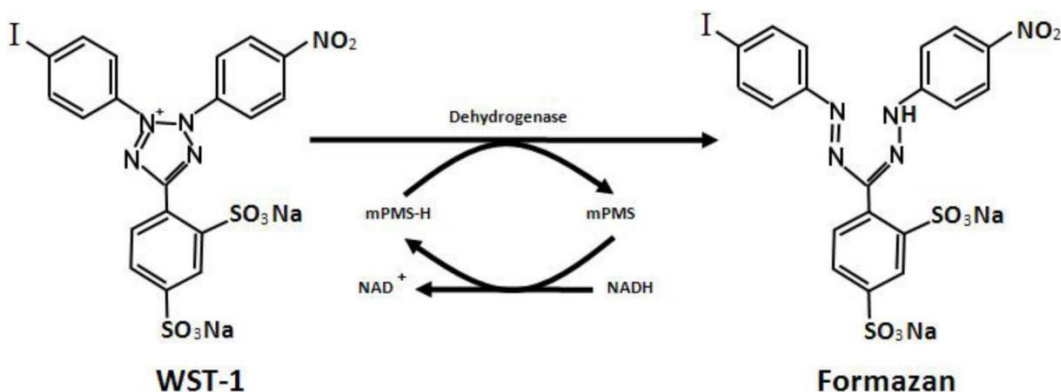 I
NO2
N+
N
N
N
SO3Na
SO3Na
WST-1
Dehydrogenase
mPMS-H
mPMS
NAD+
NADH
I
NO2
N
NH
N
N
SO3Na
SO3Na
Formazan